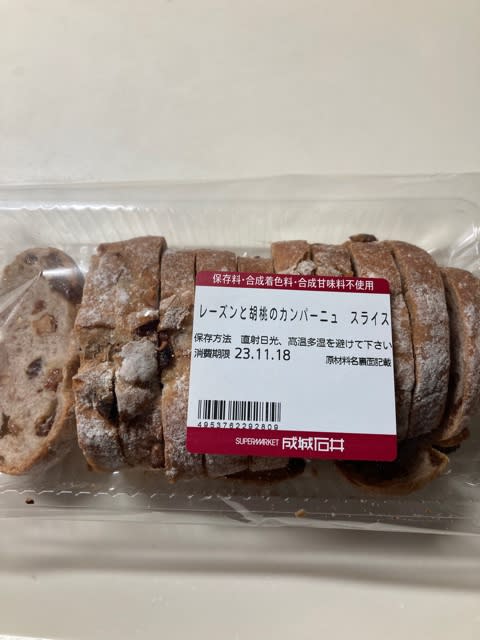 保存料・合成着色料・合成甘味料不使用
レーズンと胡桃のカンパーニュ スライス
保存方法 直射日光、高温多湿を避けて下さい
消費期限 23.11.18 原材料名裏面記載
4953762292809
SUPERMARKET 成城石井